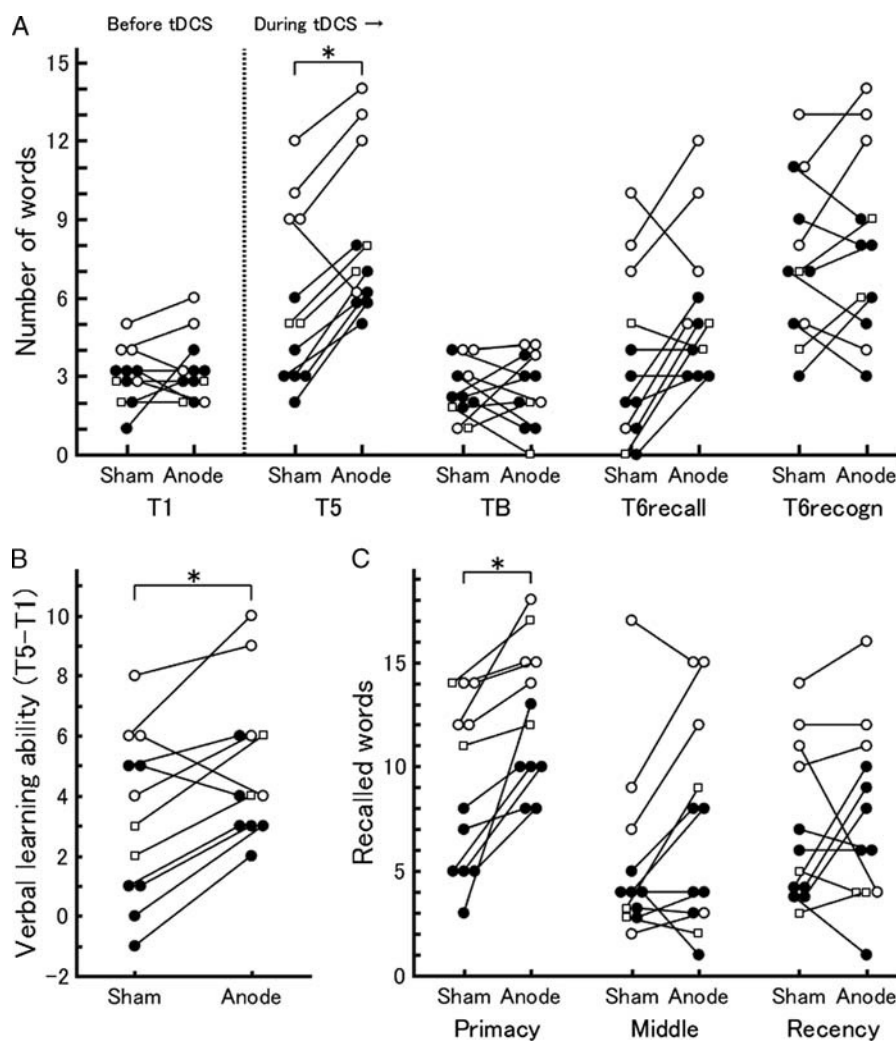 A
Before tDCS During tDCS →
*
Number of words
15
12
9
6
3
0
Sham Anode Sham Anode Sham Anode Sham Anode Sham Anode
T1 T5 TB T6recall T6recogn
B
*
Verbal learning ability (T5-T1)
10
8
6
4
2
0
-2
Sham Anode
C
*
Recalled words
15
10
5
0
Sham Anode Sham Anode Sham Anode
Primacy Middle Recency